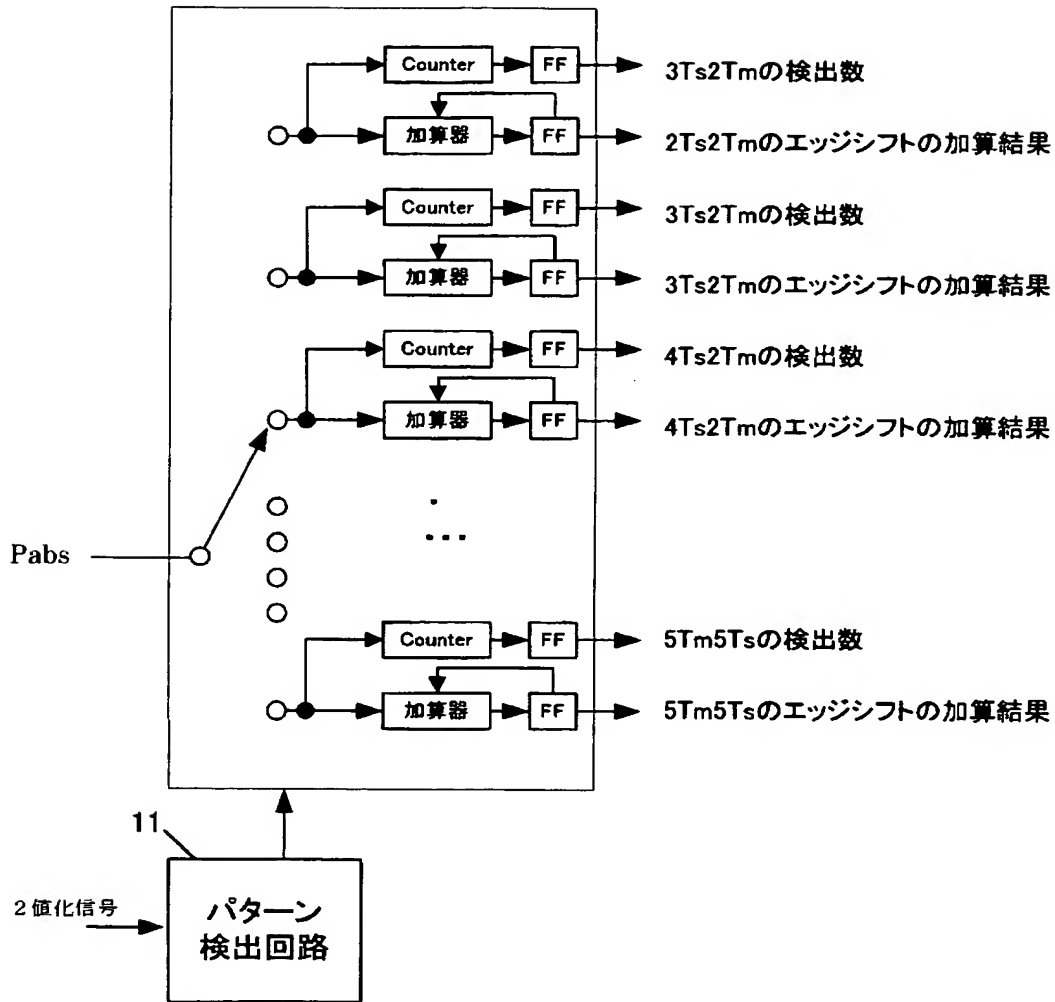 Counter FF 3Ts2Tmの検出数
加算器 FF 2Ts2Tmのエッジシフトの加算結果
Counter FF 3Ts2Tmの検出数
加算器 FF 3Ts2Tmのエッジシフトの加算結果
Counter FF 4Ts2Tmの検出数
加算器 FF 4Ts2Tmのエッジシフトの加算結果
...
Pabs
Counter FF 5Tm5Tsの検出数
加算器 FF 5Tm5Tsのエッジシフトの加算結果
11
2値化信号
パターン
検出回路